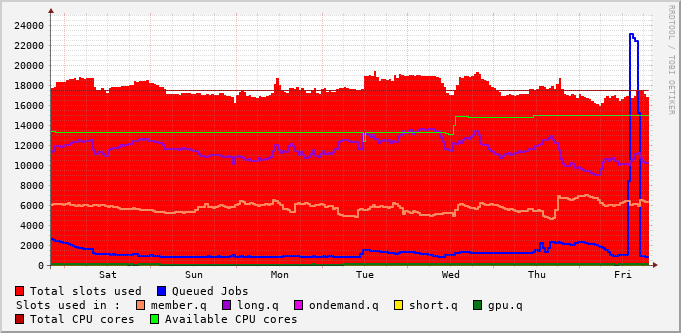 24000
22000
20000
18000
16000
14000
12000
10000
8000
6000
4000
2000
0
Sat Sun Mon Tue Wed Thu Fri
RRDTOOL / TOBI OETIKER
Total slots used Queued Jobs
Slots used in : member.q long.q ondemand.q short.q gpu.q
Total CPU cores Available CPU cores